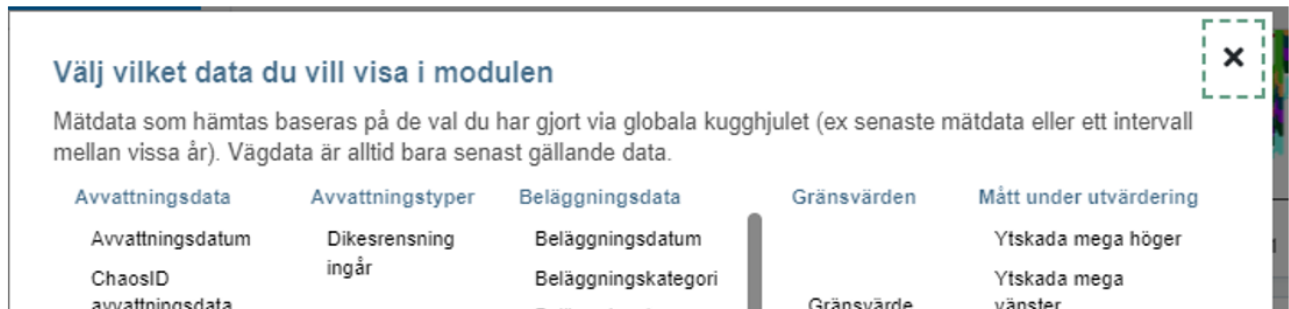 Välj vilket data du vill visa i modulen
Mätdata som hämtas baseras på de val du har gjort via globala kugghjulet (ex senaste mätdata eller ett intervall
mellan vissa år). Vägdata är alltid bara senast gällande data.
Avvattningsdata
Avvattningsdatum
ChaosID
avvattningsdata
Avvattningstyper
Dikesrensning
ingår
Beläggningsdata
Beläggningsdatum
Beläggningskategori
Gränsvärden
Gränsvärde
Mått under utvärdering
Ytskada mega höger
Ytskada mega
vänster